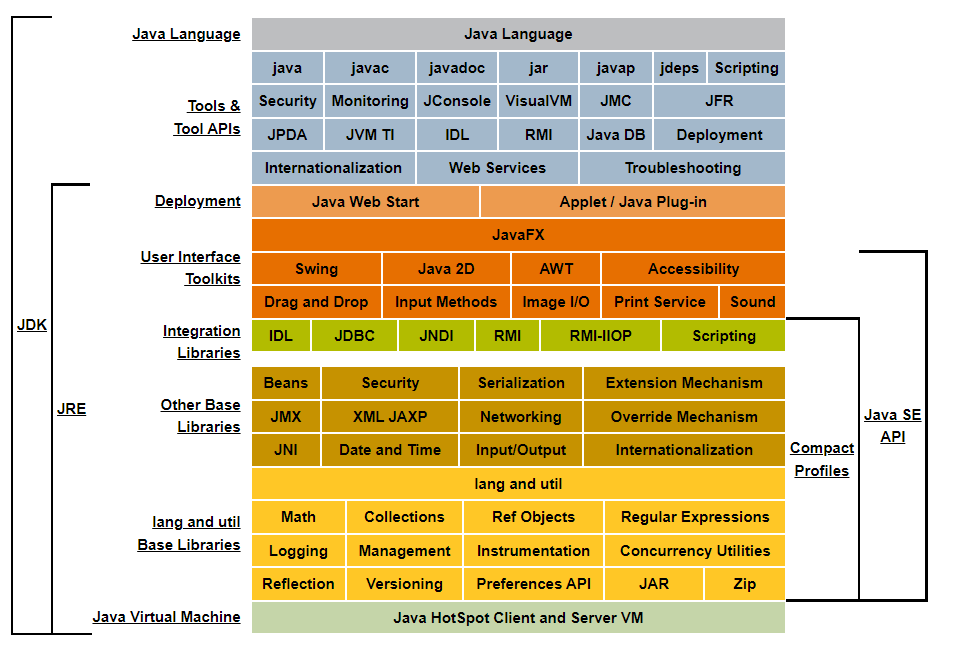 Java Language Java Language
java javac javadoc jar javap jdeps Scripting
Tools &
Tool APIs
Security Monitoring JConsole VisualVM JMC JFR
JPDA JVM TI IDL RMI Java DB Deployment
Internationalization Web Services Troubleshooting
Deployment Java Web Start Applet / Java Plug-in
JavaFX
User Interface
Toolkits
Swing Java 2D AWT Accessibility
Drag and Drop Input Methods Image I/O Print Service Sound
JDK
Integration
Libraries
IDL JDBC JNDI RMI RMI-IIOP Scripting
JRE
Other Base
Libraries
Beans Security Serialization Extension Mechanism
JMX XML JAXP Networking Override Mechanism
JNI Date and Time Input/Output Internationalization
Java SE
API
Compact
Profiles
lang and util
lang and util
Base Libraries
Math Collections Ref Objects Regular Expressions
Logging Management Instrumentation Concurrency Utilities
Reflection Versioning Preferences API JAR Zip
Java Virtual Machine Java HotSpot Client and Server VM